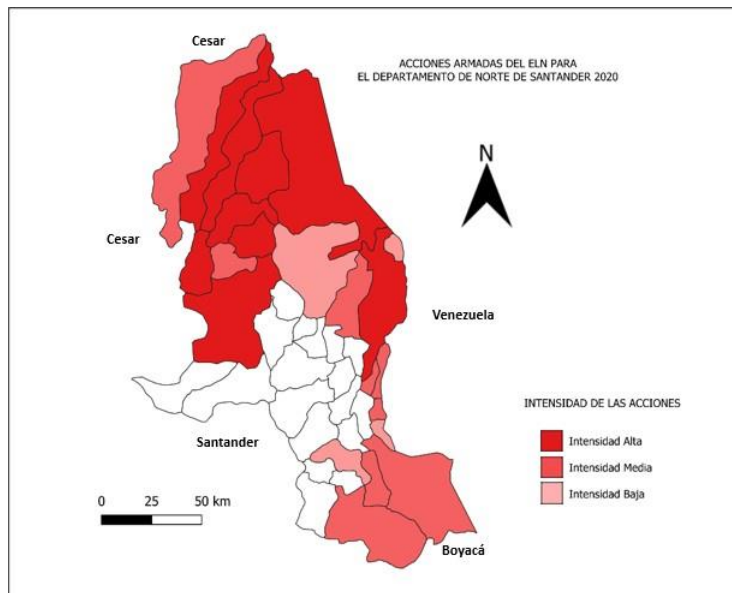 Cesar
ACCIONES ARMADAS DEL ELN PARA
EL DEPARTAMENTO DE NORTE DE SANTANDER 2020
N
Cesar
Venezuela
INTENSIDAD DE LAS ACCIONES
Santander
Intensidad Alta
Intensidad Media
Intensidad Baja
0 25 50 km
Boyacá